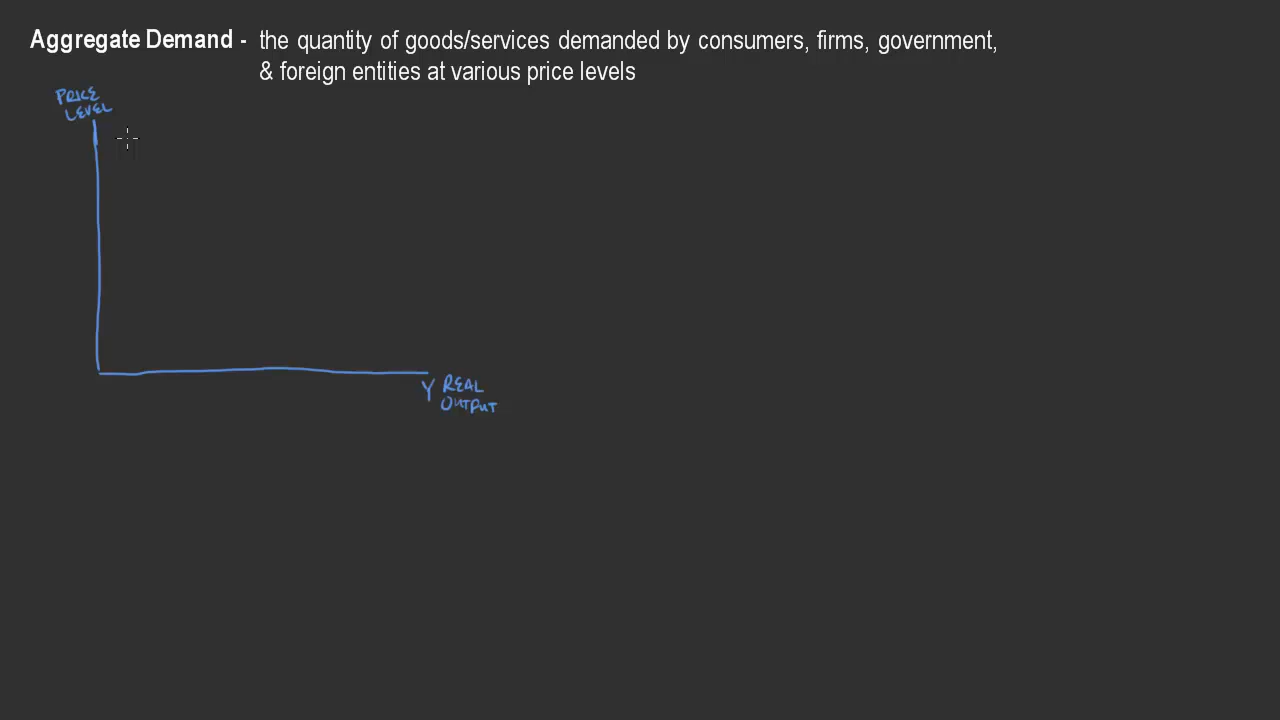 Aggregate Demand - the quantity of goods/services demanded by consumers, firms, government,
& foreign entities at various price levels
PRICE
LEVEL
Y REAL
OUTPUT